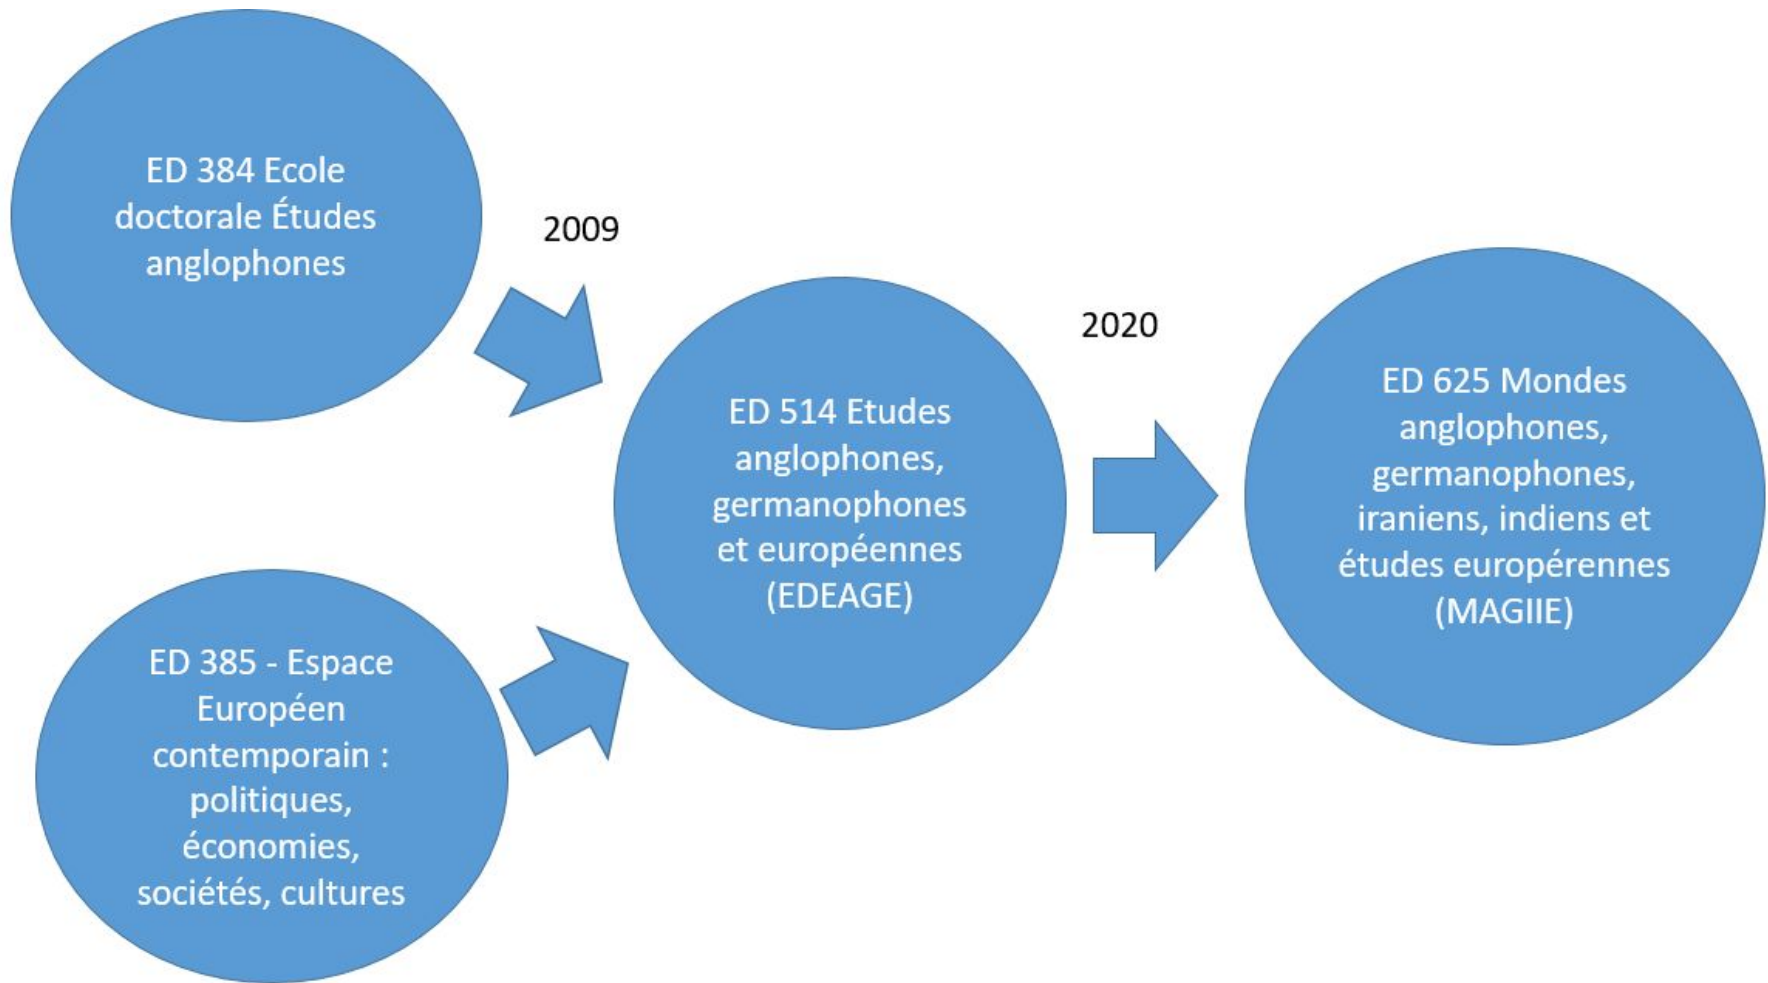 ED 384 Ecole
doctorale Études
anglophones
2009
ED 385 - Espace
Européen
contemporain :
politiques,
économies,
sociétés, cultures
ED 514 Etudes
anglophones,
germanophones
et européennes
(EDEAGE)
2020
ED 625 Mondes
anglophones,
germanophones,
iraniens, indiens et
études europérennes
(MAGIIE)